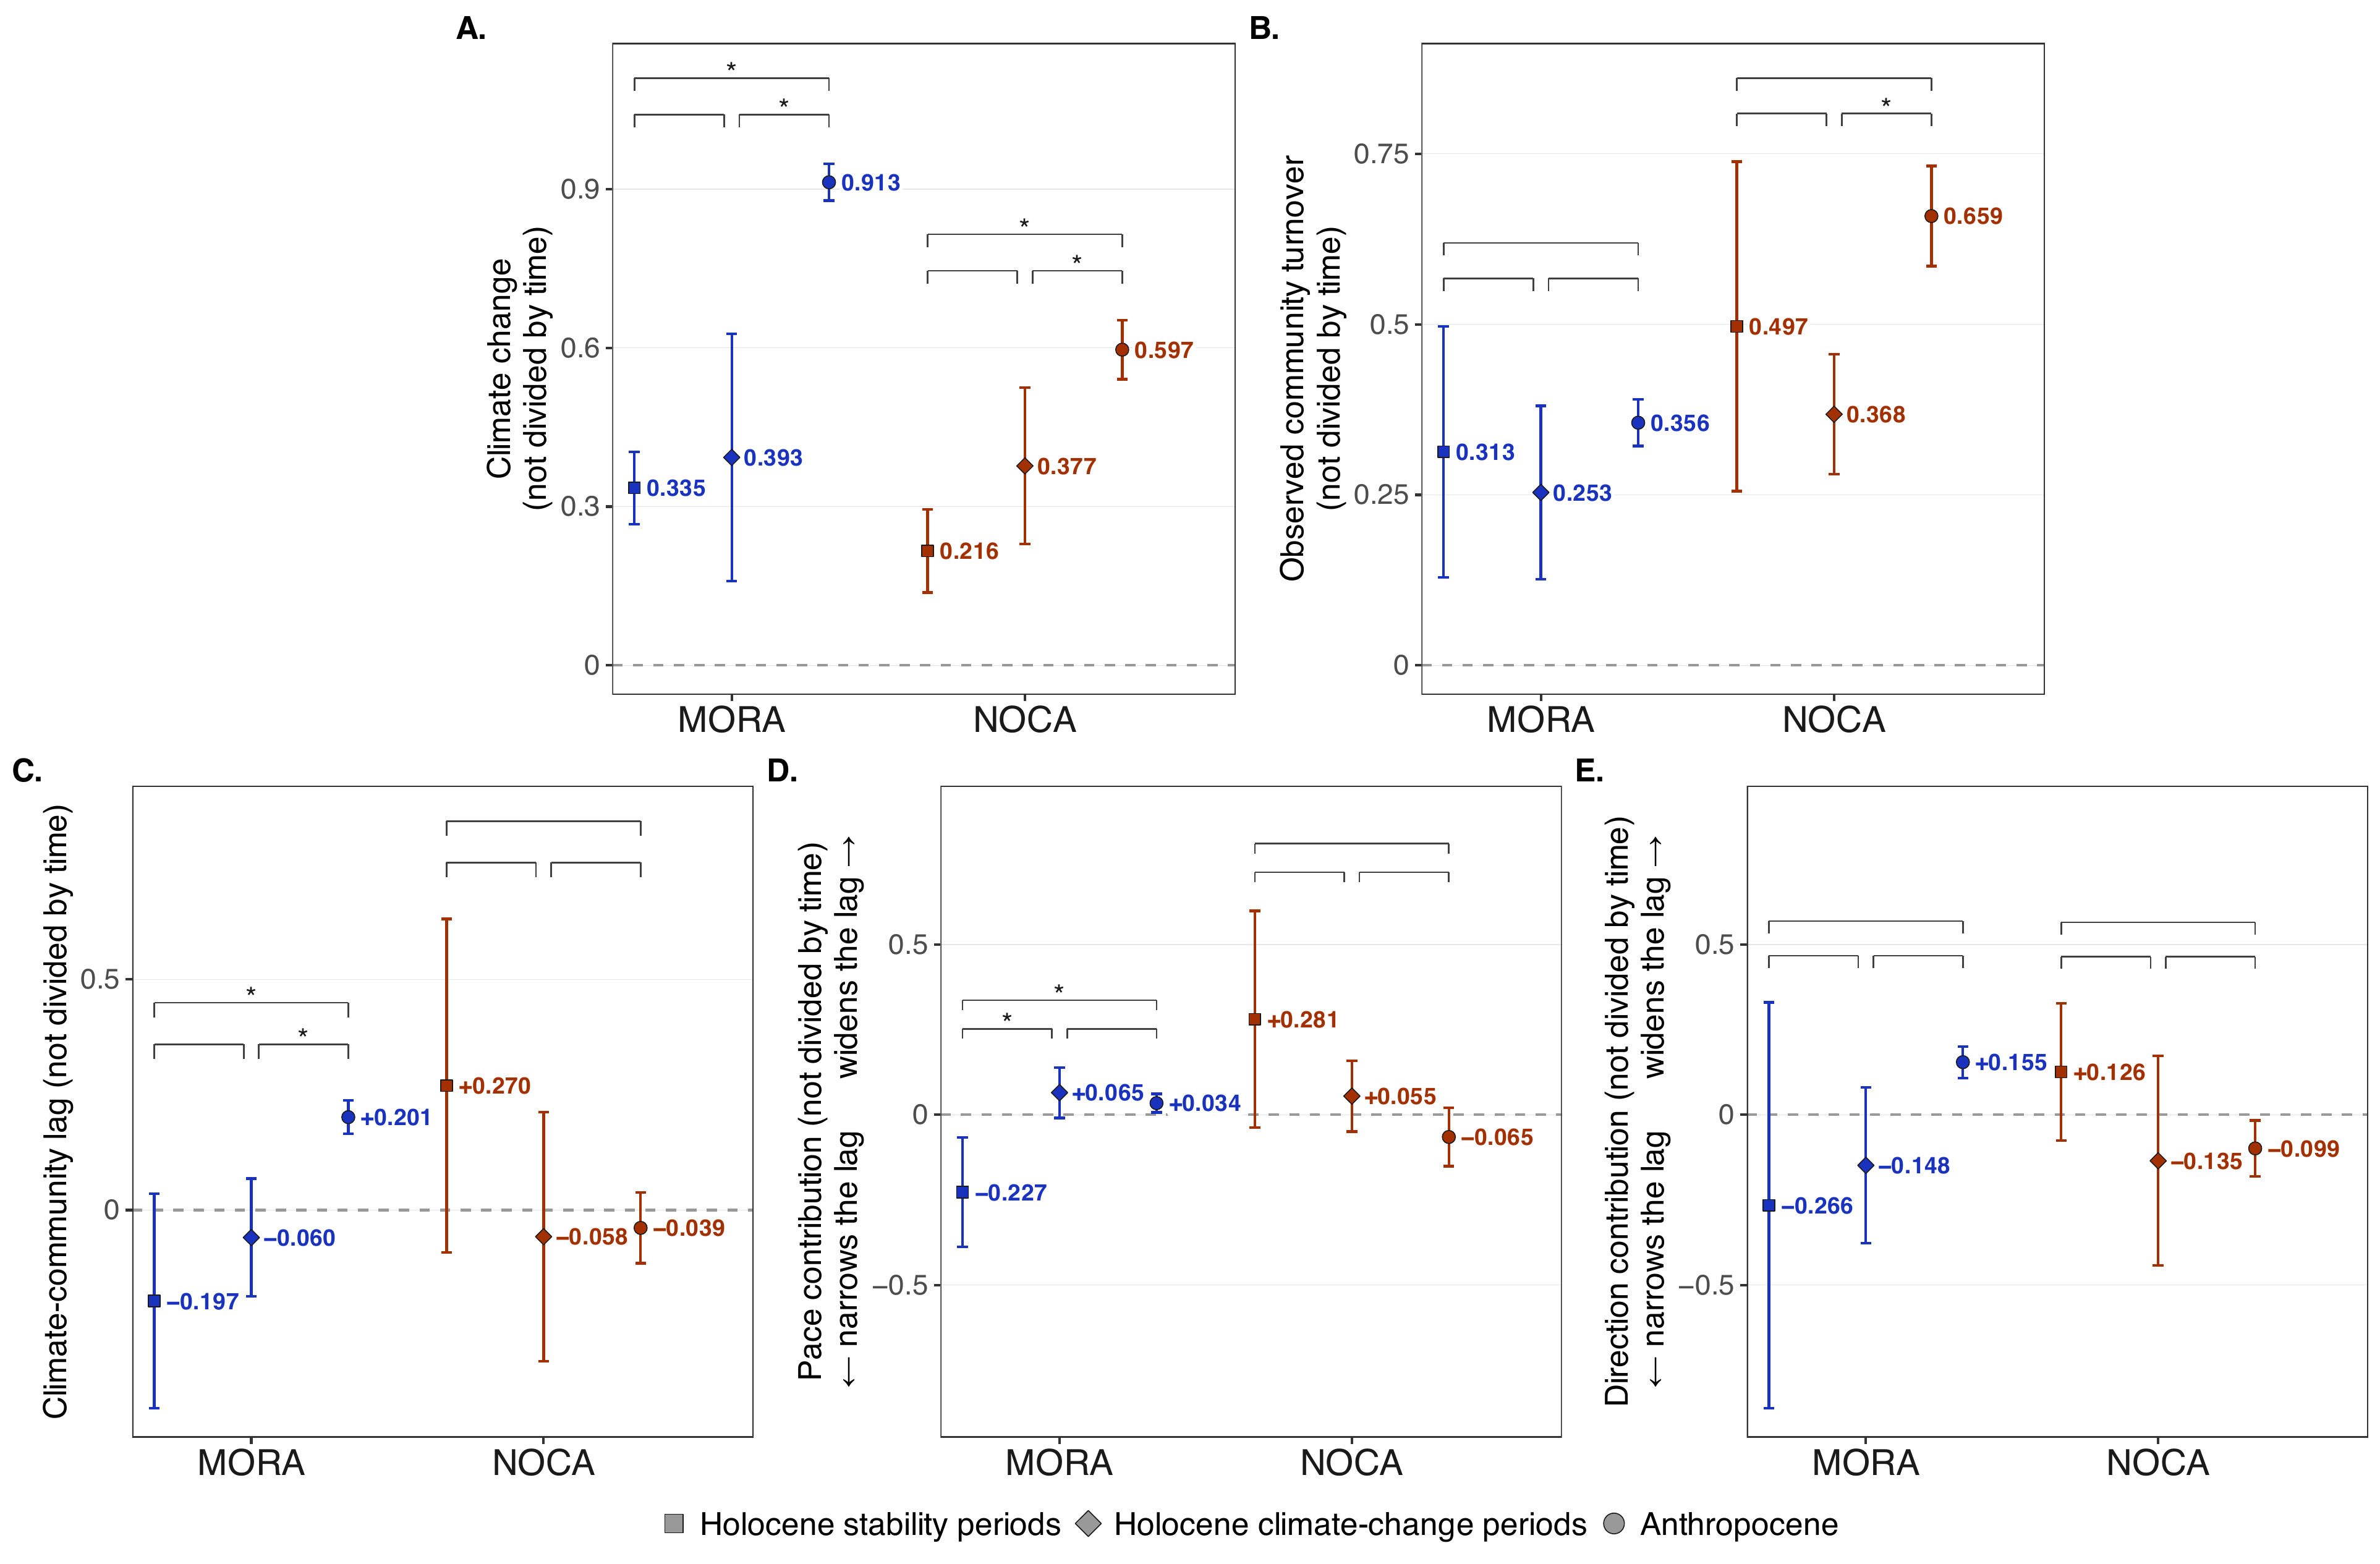 A.
Climate change
(not divided by time)
0.9
0.6
0.3
0
*
*
0.335
0.393
0.913
*
*
0.216
0.377
0.597
MORA
NOCA
B.
Observed community turnover
(not divided by time)
0.75
0.5
0.25
0
0.313
0.253
0.356
*
0.497
0.368
0.659
MORA
NOCA
C.
Climate-community lag (not divided by time)
0.5
0
*
*
−0.197
−0.060
+0.201
+0.270
−0.058
−0.039
MORA
NOCA
D.
Pace contribution (not divided by time)
← narrows the lag widens the lag →
0.5
0
−0.5
*
*
−0.227
+0.065
+0.034
+0.281
+0.055
−0.065
MORA
NOCA
E.
Direction contribution (not divided by time)
← narrows the lag widens the lag →
0.5
0
−0.5
−0.266
−0.148
+0.155
+0.126
−0.135
−0.099
MORA
NOCA
Holocene stability periods Holocene climate-change periods Anthropocene